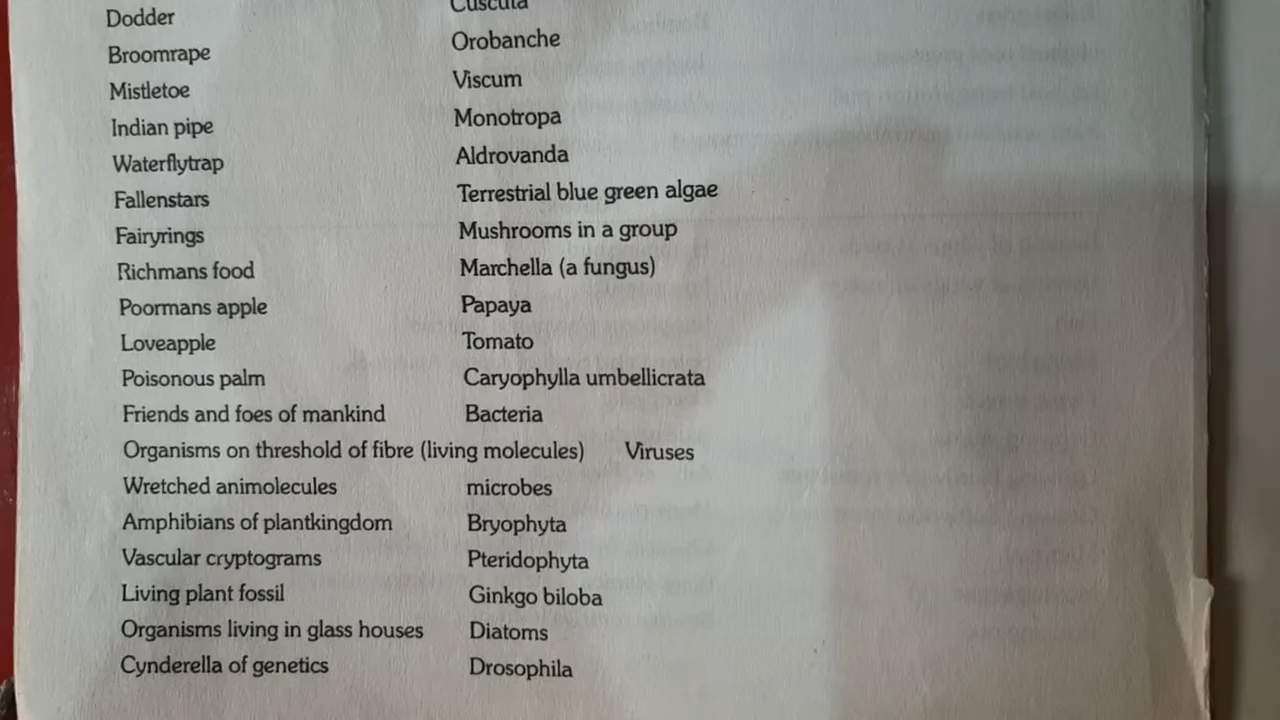 Dodder Cuscuta
Broomrape Orobanche
Mistletoe Viscum
Indian pipe Monotropa
Waterflytrap Aldrovanda
Fallenstars Terrestrial blue green algae
Fairyrings Mushrooms in a group
Richmans food Marchella (a fungus)
Poormans apple Papaya
Loveapple Tomato
Poisonous palm Caryophylla umbellicrata
Friends and foes of mankind Bacteria
Organisms on threshold of fibre (living molecules) Viruses
Wretched animolecules microbes
Amphibians of plantkingdom Bryophyta
Vascular cryptograms Pteridophyta
Living plant fossil Ginkgo biloba
Organisms living in glass houses Diatoms
Cynderella of genetics Drosophila